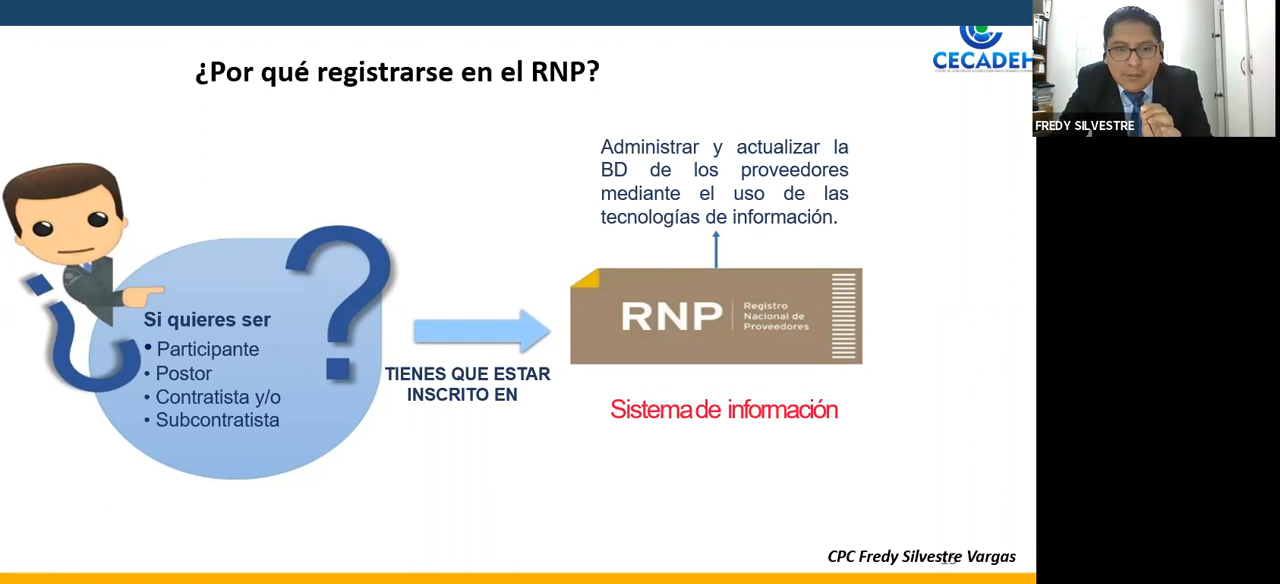 ¿Por qué registrarse en el RNP?
CECADEH
FREDY SILVESTRE
Administrar y actualizar la
BD de los proveedores
mediante el uso de las
tecnologías de información.
Si quieres ser
• Participante
• Postor
• Contratista y/o
• Subcontratista
¿
?
TIENES QUE ESTAR
INSCRITO EN
RNP
Registro
Nacional de
Proveedores
Sistema de información
CPC Fredy Silvestre Vargas